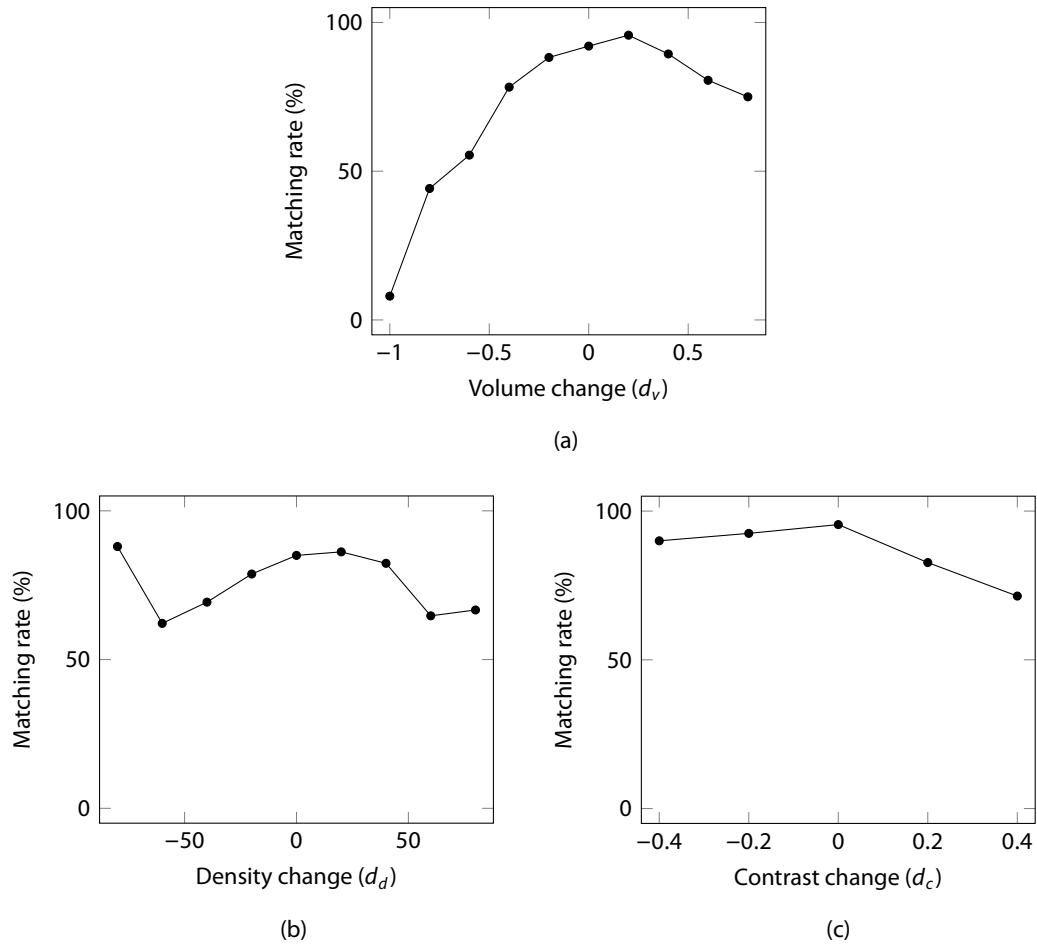 100
50
0
Matching rate (%)
−1 −0.5 0 0.5
Volume change (d_v)
(a)
100
50
0
Matching rate (%)
−50 0 50
Density change (d_d)
(b)
100
50
0
Matching rate (%)
−0.4 −0.2 0 0.2 0.4
Contrast change (d_c)
(c)